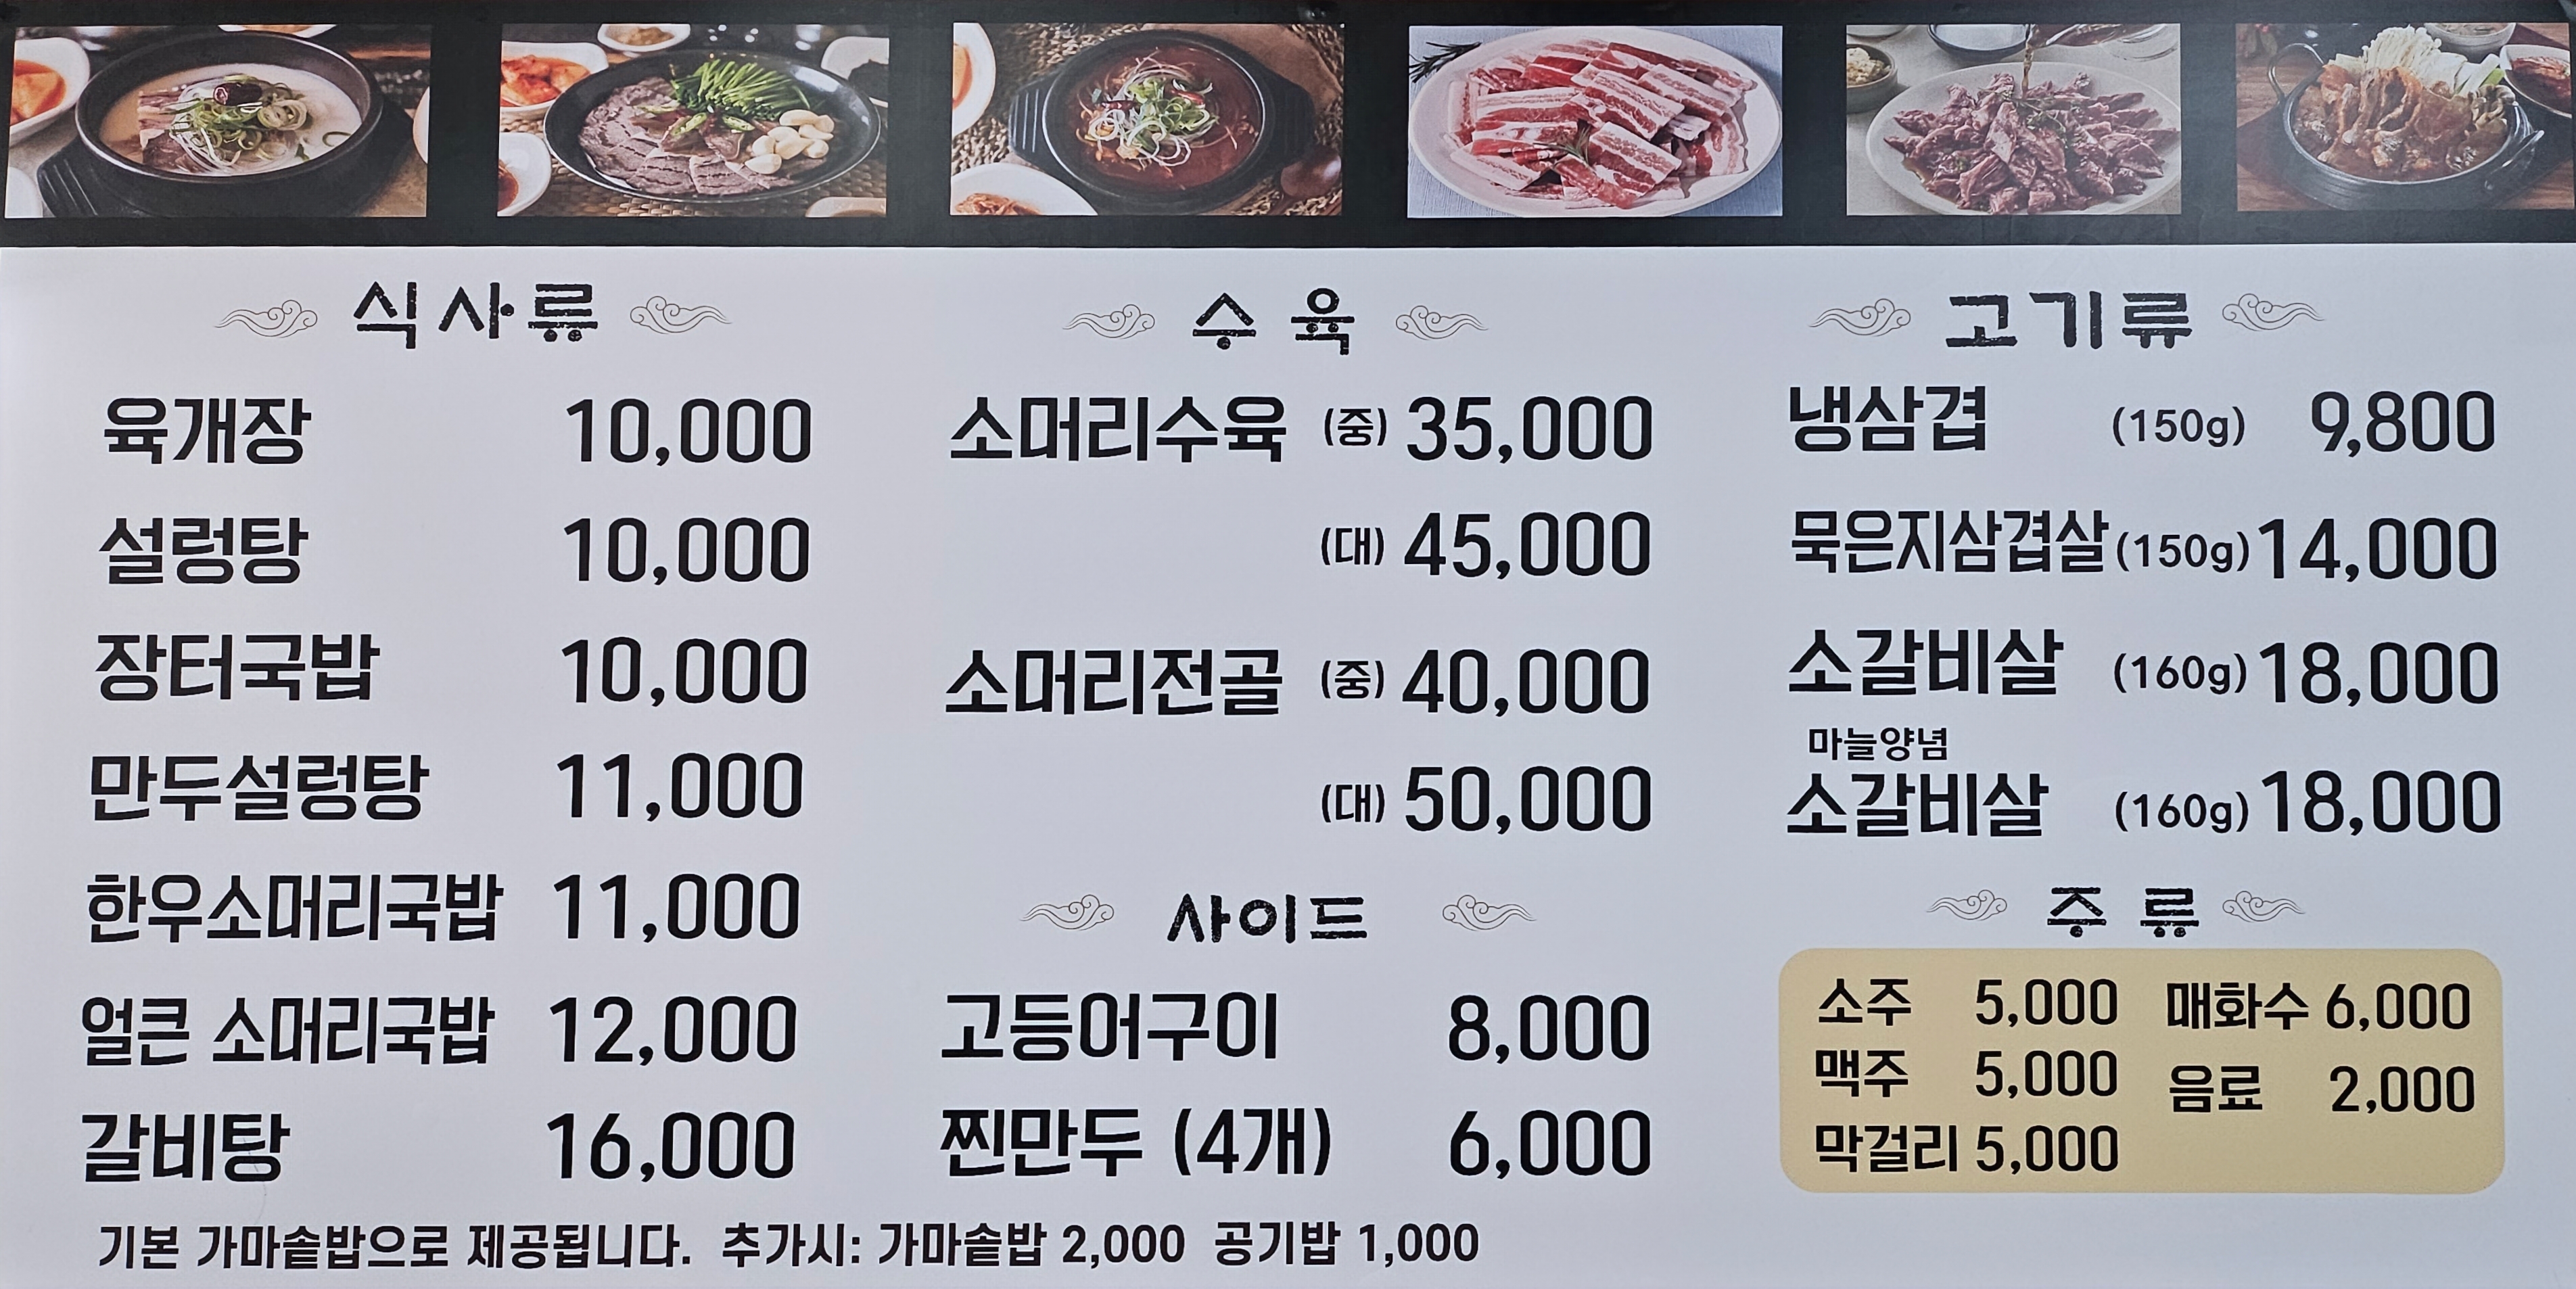 식사류
육개장 10,000
설렁탕 10,000
장터국밥 10,000
만두설렁탕 11,000
한우소머리국밥 11,000
얼큰 소머리국밥 12,000
갈비탕 16,000
수육
소머리수육 (중) 35,000
(대) 45,000
소머리전골 (중) 40,000
(대) 50,000
사이드
고등어구이 8,000
찐만두 (4개) 6,000
고기류
냉삼겹 (150g) 9,800
묵은지삼겹살 (150g) 14,000
소갈비살 (160g) 18,000
마늘양념
소갈비살 (160g) 18,000
주류
소주 5,000 매화수 6,000
맥주 5,000 음료 2,000
막걸리 5,000
기본 가마솥밥으로 제공됩니다. 추가시: 가마솥밥 2,000 공기밥 1,000